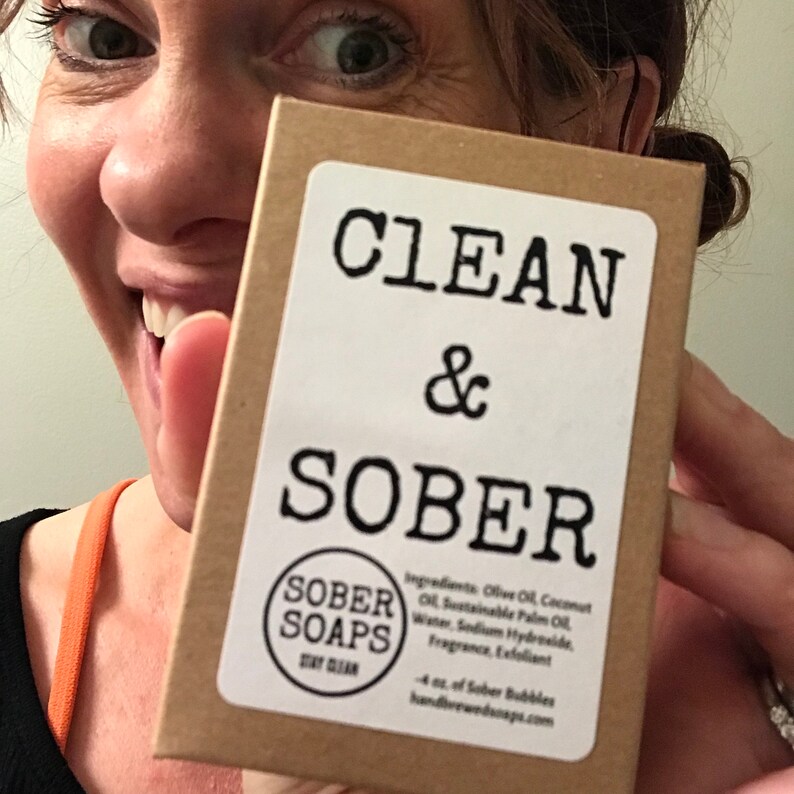 ClEAN
&
SOBER
SOBER
SOAPS
STAY CLEAN
Ingredients: Olive Oil, Coconut
Oil, Sustainable Palm Oil,
Water, Sodium Hydroxide,
Fragrance, Exfoliant
~4 oz. of Sober Bubbles
handbrewedsoaps.com